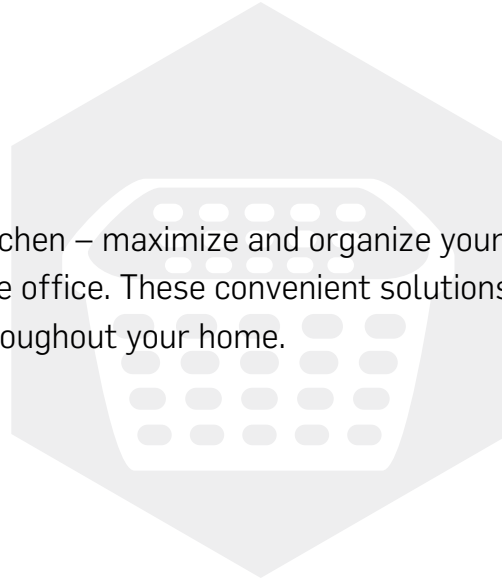 chen – maximize and organize your
e office. These convenient solutions
oughout your home.